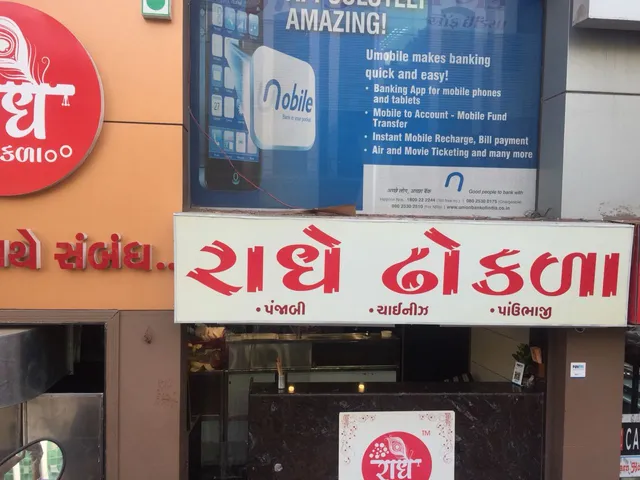 AMAZING!
Umobile makes banking
quick and easy!
• Banking App for mobile phones
and tablets
• Mobile to Account - Mobile Fund
Transfer
• Instant Mobile Recharge, Bill payment
• Air and Movie Ticketing and many more
mobile
Good people to bank with
રાધે
સંબંધ...
રાધે ઢોકળા
• પંજાબી • ચાઈનીઝ • પાંઉભાજી
TM
રાધે